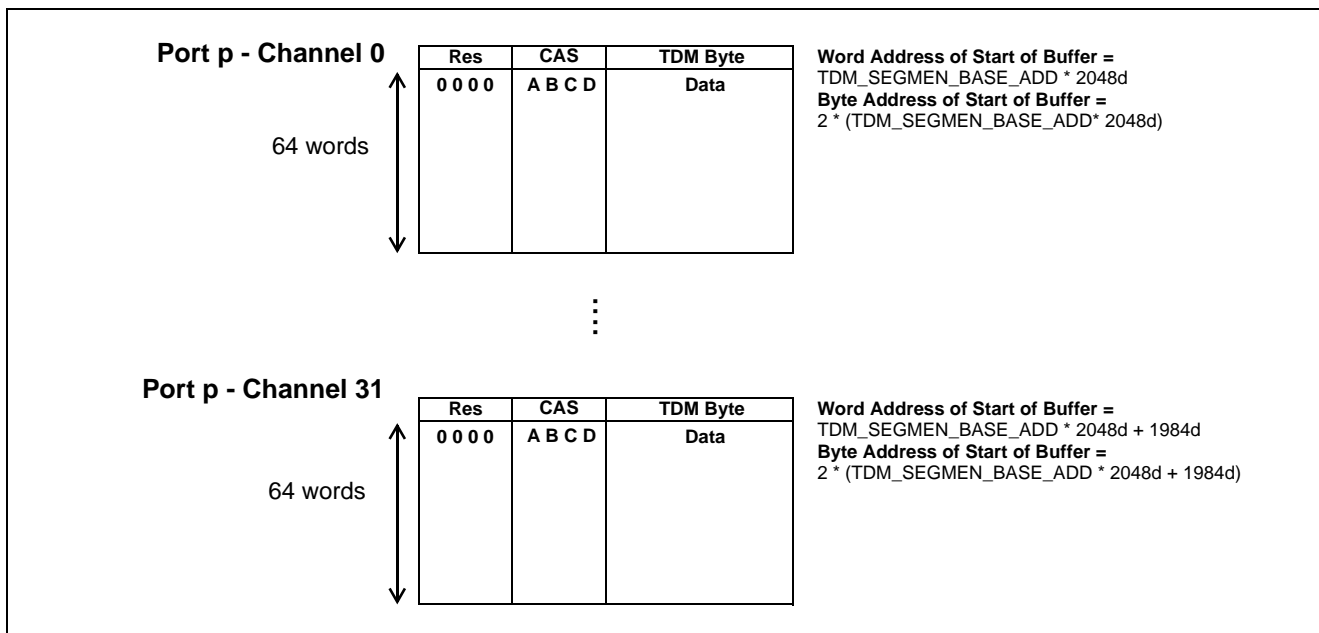 Port p - Channel 0
Res CAS TDM Byte
0 0 0 0 A B C D Data
64 words
Word Address of Start of Buffer =
TDM_SEGMEN_BASE_ADD * 2048d
Byte Address of Start of Buffer =
2 * (TDM_SEGMEN_BASE_ADD* 2048d)
Port p - Channel 31
Res CAS TDM Byte
0 0 0 0 A B C D Data
64 words
Word Address of Start of Buffer =
TDM_SEGMEN_BASE_ADD * 2048d + 1984d
Byte Address of Start of Buffer =
2 * (TDM_SEGMEN_BASE_ADD * 2048d + 1984d)